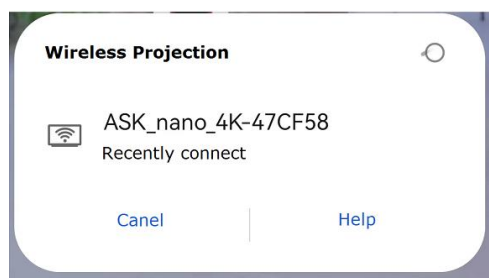 Wireless Projection
ASK_nano_4K-47CF58
Recently connect
Canel
Help